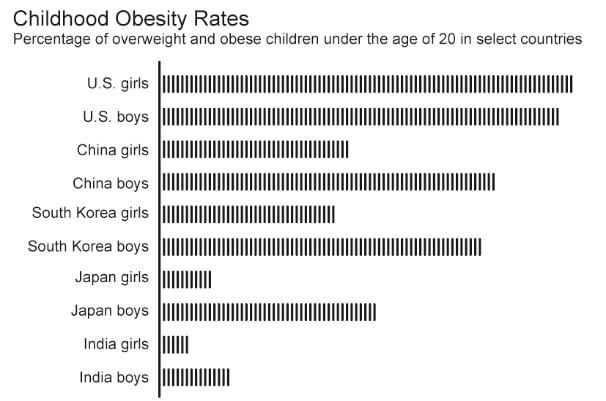 Childhood Obesity Rates
Percentage of overweight and obese children under the age of 20 in select countries
U.S. girls
U.S. boys
China girls
China boys
South Korea girls
South Korea boys
Japan girls
Japan boys
India girls
India boys